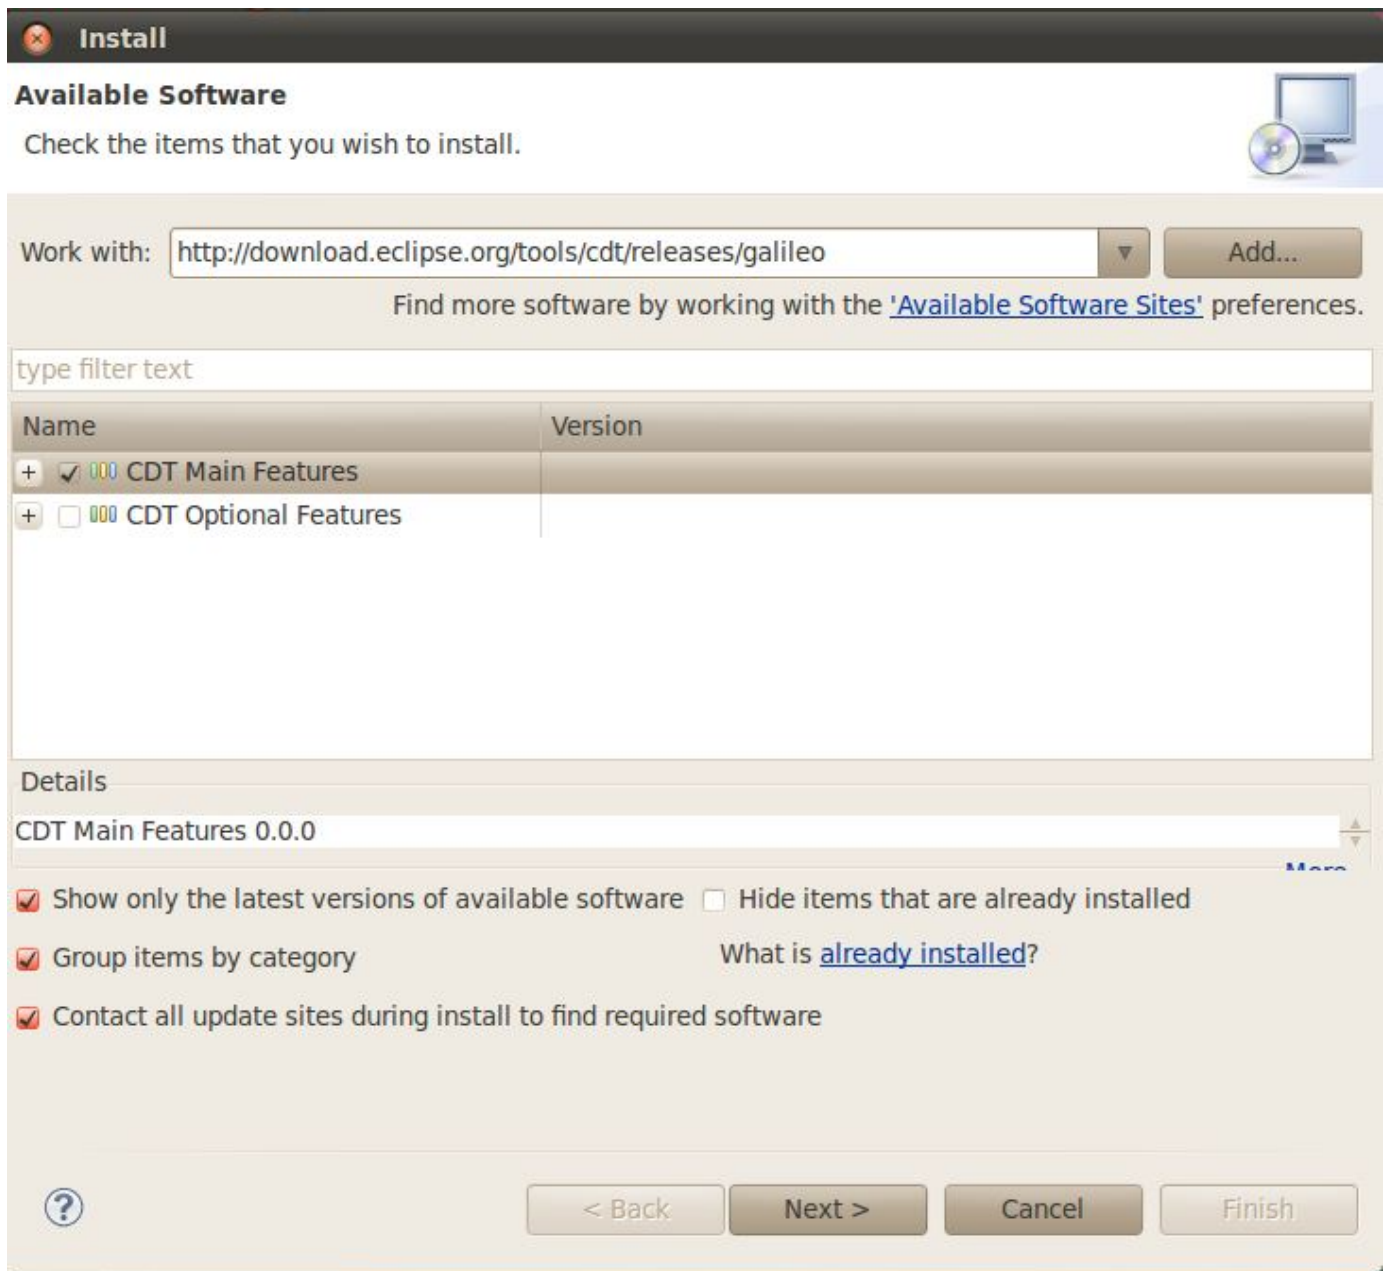 Install
Available Software
Check the items that you wish to install.
Work with: http://download.eclipse.org/tools/cdt/releases/galileo Add...
Find more software by working with the 'Available Software Sites' preferences.
type filter text
Name Version
CDT Main Features
CDT Optional Features
Details
CDT Main Features 0.0.0
More...
Show only the latest versions of available software Hide items that are already installed
Group items by category What is already installed?
Contact all update sites during install to find required software
? < Back Next > Cancel Finish